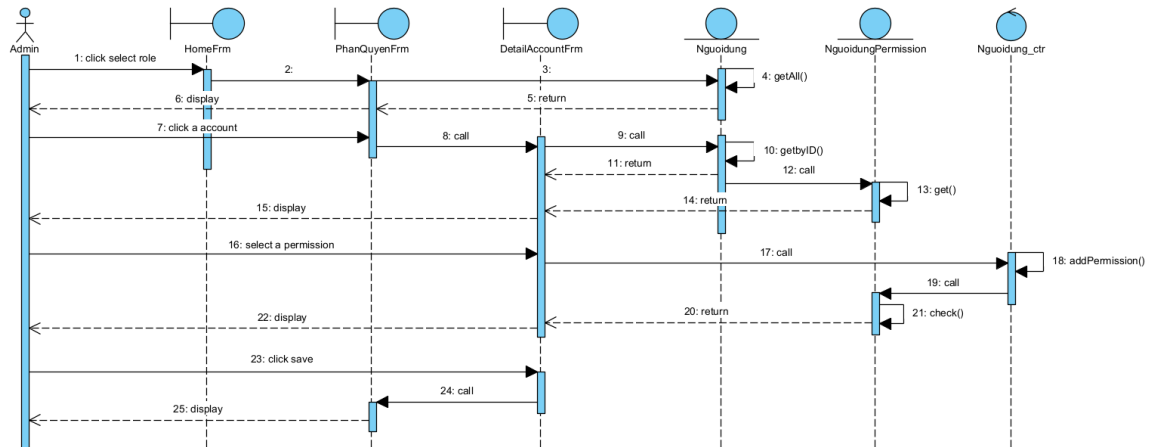 Admin
HomeFrm
PhanQuyenFrm
DetailAccountFrm
Nguoidung
NguoidungPermission
Nguoidung_ctr
1: click select role
2:
3:
4: getAll()
5: return
6: display
7: click a account
8: call
9: call
10: getbyID()
11: return
12: call
13: get()
14: return
15: display
16: select a permission
17: call
18: addPermission()
19: call
20: return
21: check()
22: display
23: click save
24: call
25: display